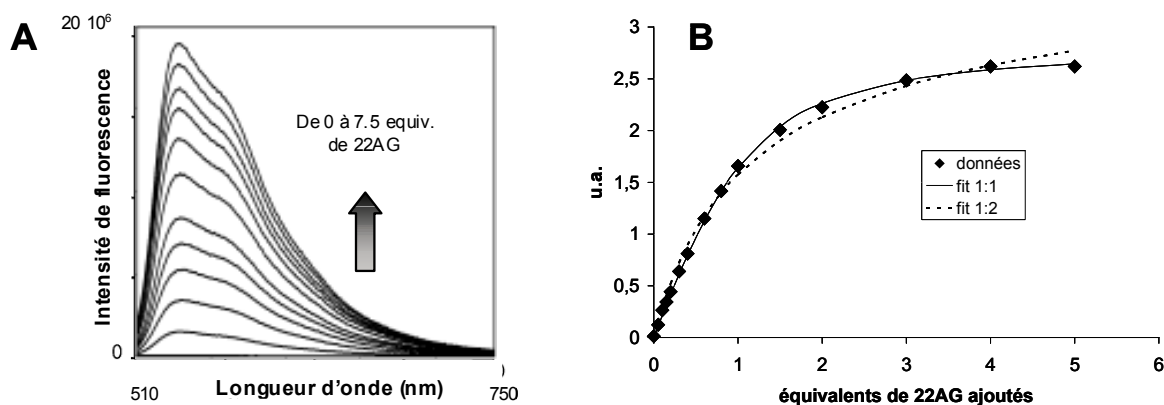 A
20 10⁶
Intensité de fluorescence
De 0 à 7.5 equiv.
de 22AG
0
510
Longueur d'onde (nm)
750
B
3
2,5
2
1,5
1
0,5
0
u.a.
données
fit 1:1
fit 1:2
0 1 2 3 4 5 6
équivalents de 22AG ajoutés